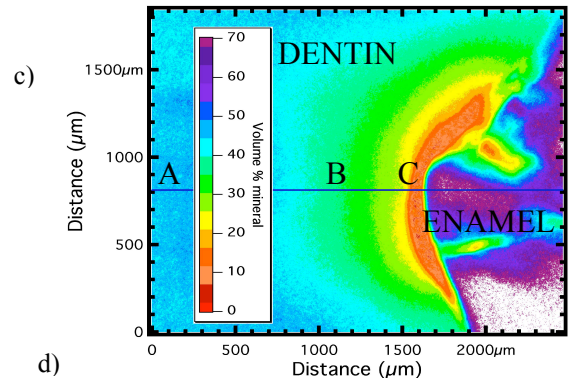 c)
Distance (µm)
1500µm
1000
500
0
70
60
50
40
30
20
10
0
Volume % mineral
DENTIN
A
B
C
ENAMEL
0
500
1000
1500
2000µm
Distance (µm)
d)